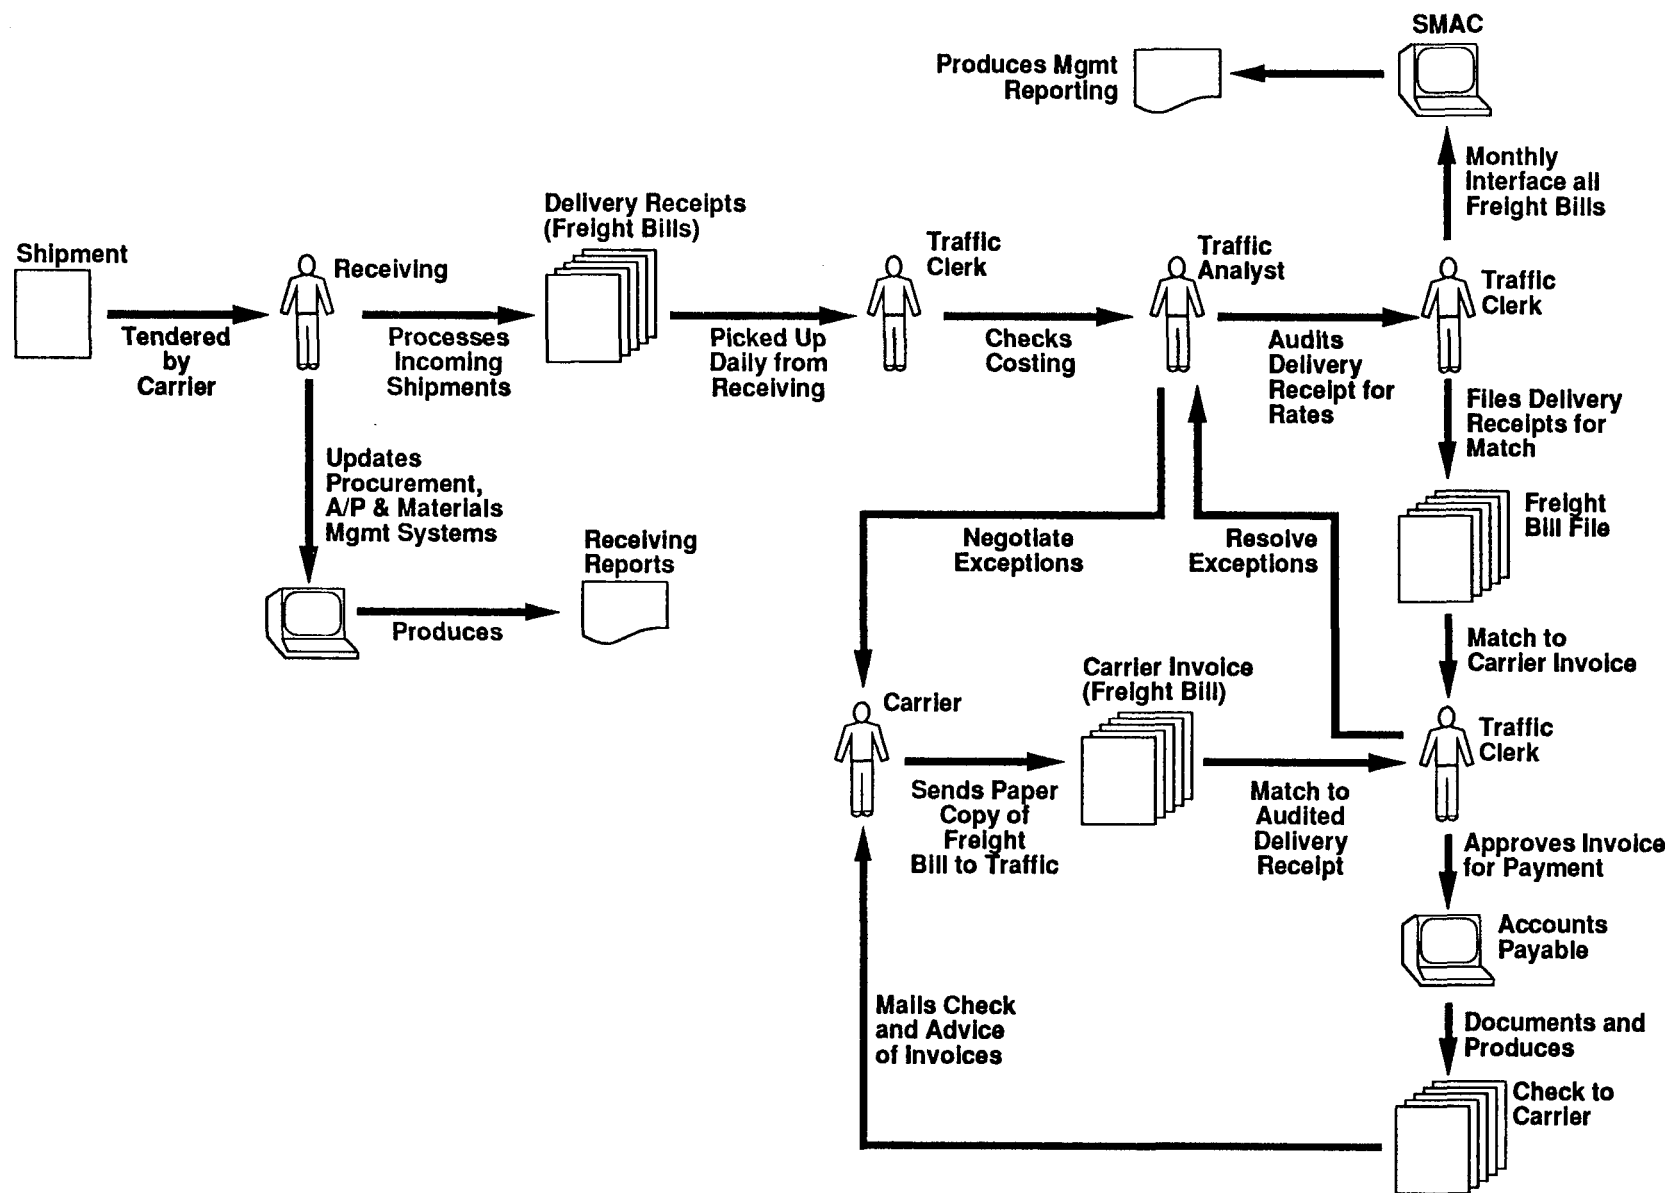 SMAC
Produces Mgmt
Reporting
Monthly
Interface all
Freight Bills
Delivery Receipts
(Freight Bills)
Shipment
Receiving
Traffic
Clerk
Traffic
Analyst
Traffic
Clerk
Tendered
by
Carrier
Processes
Incoming
Shipments
Picked Up
Daily from
Receiving
Checks
Costing
Audits
Delivery
Receipt for
Rates
Files Delivery
Receipts for
Match
Updates
Procurement,
A/P & Materials
Mgmt Systems
Receiving
Reports
Produces
Negotiate
Exceptions
Resolve
Exceptions
Freight
Bill File
Match to
Carrier Invoice
Carrier
Carrier Invoice
(Freight Bill)
Traffic
Clerk
Sends Paper
Copy of
Freight
Bill to Traffic
Match to
Audited
Delivery
Receipt
Approves Invoice
for Payment
Accounts
Payable
Mails Check
and Advice
of Invoices
Documents and
Produces
Check to
Carrier